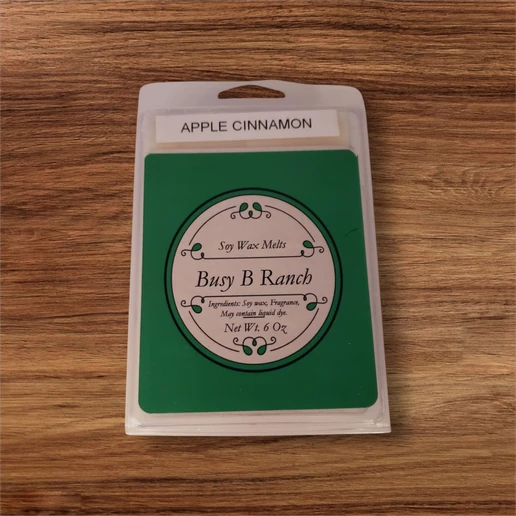 APPLE CINNAMON
Soy Wax Melts
Busy B Ranch
Ingredients: Soy wax, Fragrance,
May contain liquid dye.
Net Wt. 6 Oz